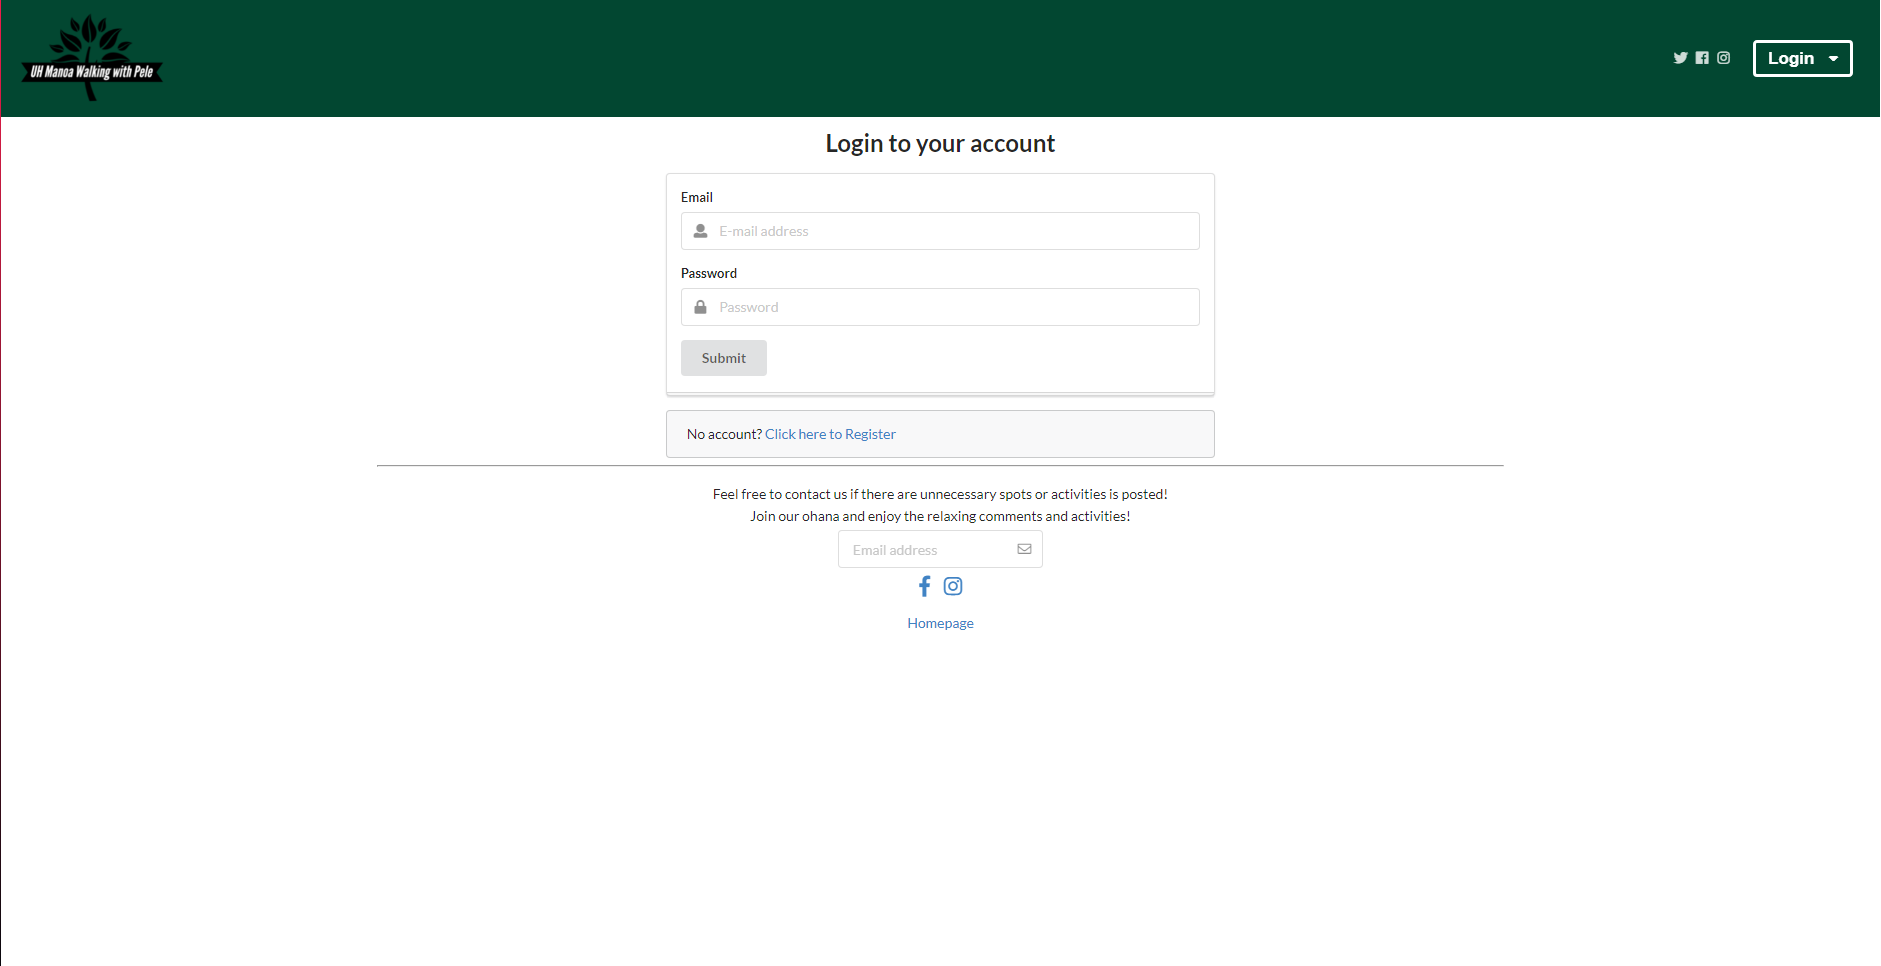 UH Manoa Walking with Pele
Login
Login to your account
Email
E-mail address
Password
Password
Submit
No account? Click here to Register
Feel free to contact us if there are unnecessary spots or activities is posted!
Join our ohana and enjoy the relaxing comments and activities!
Email address
Homepage